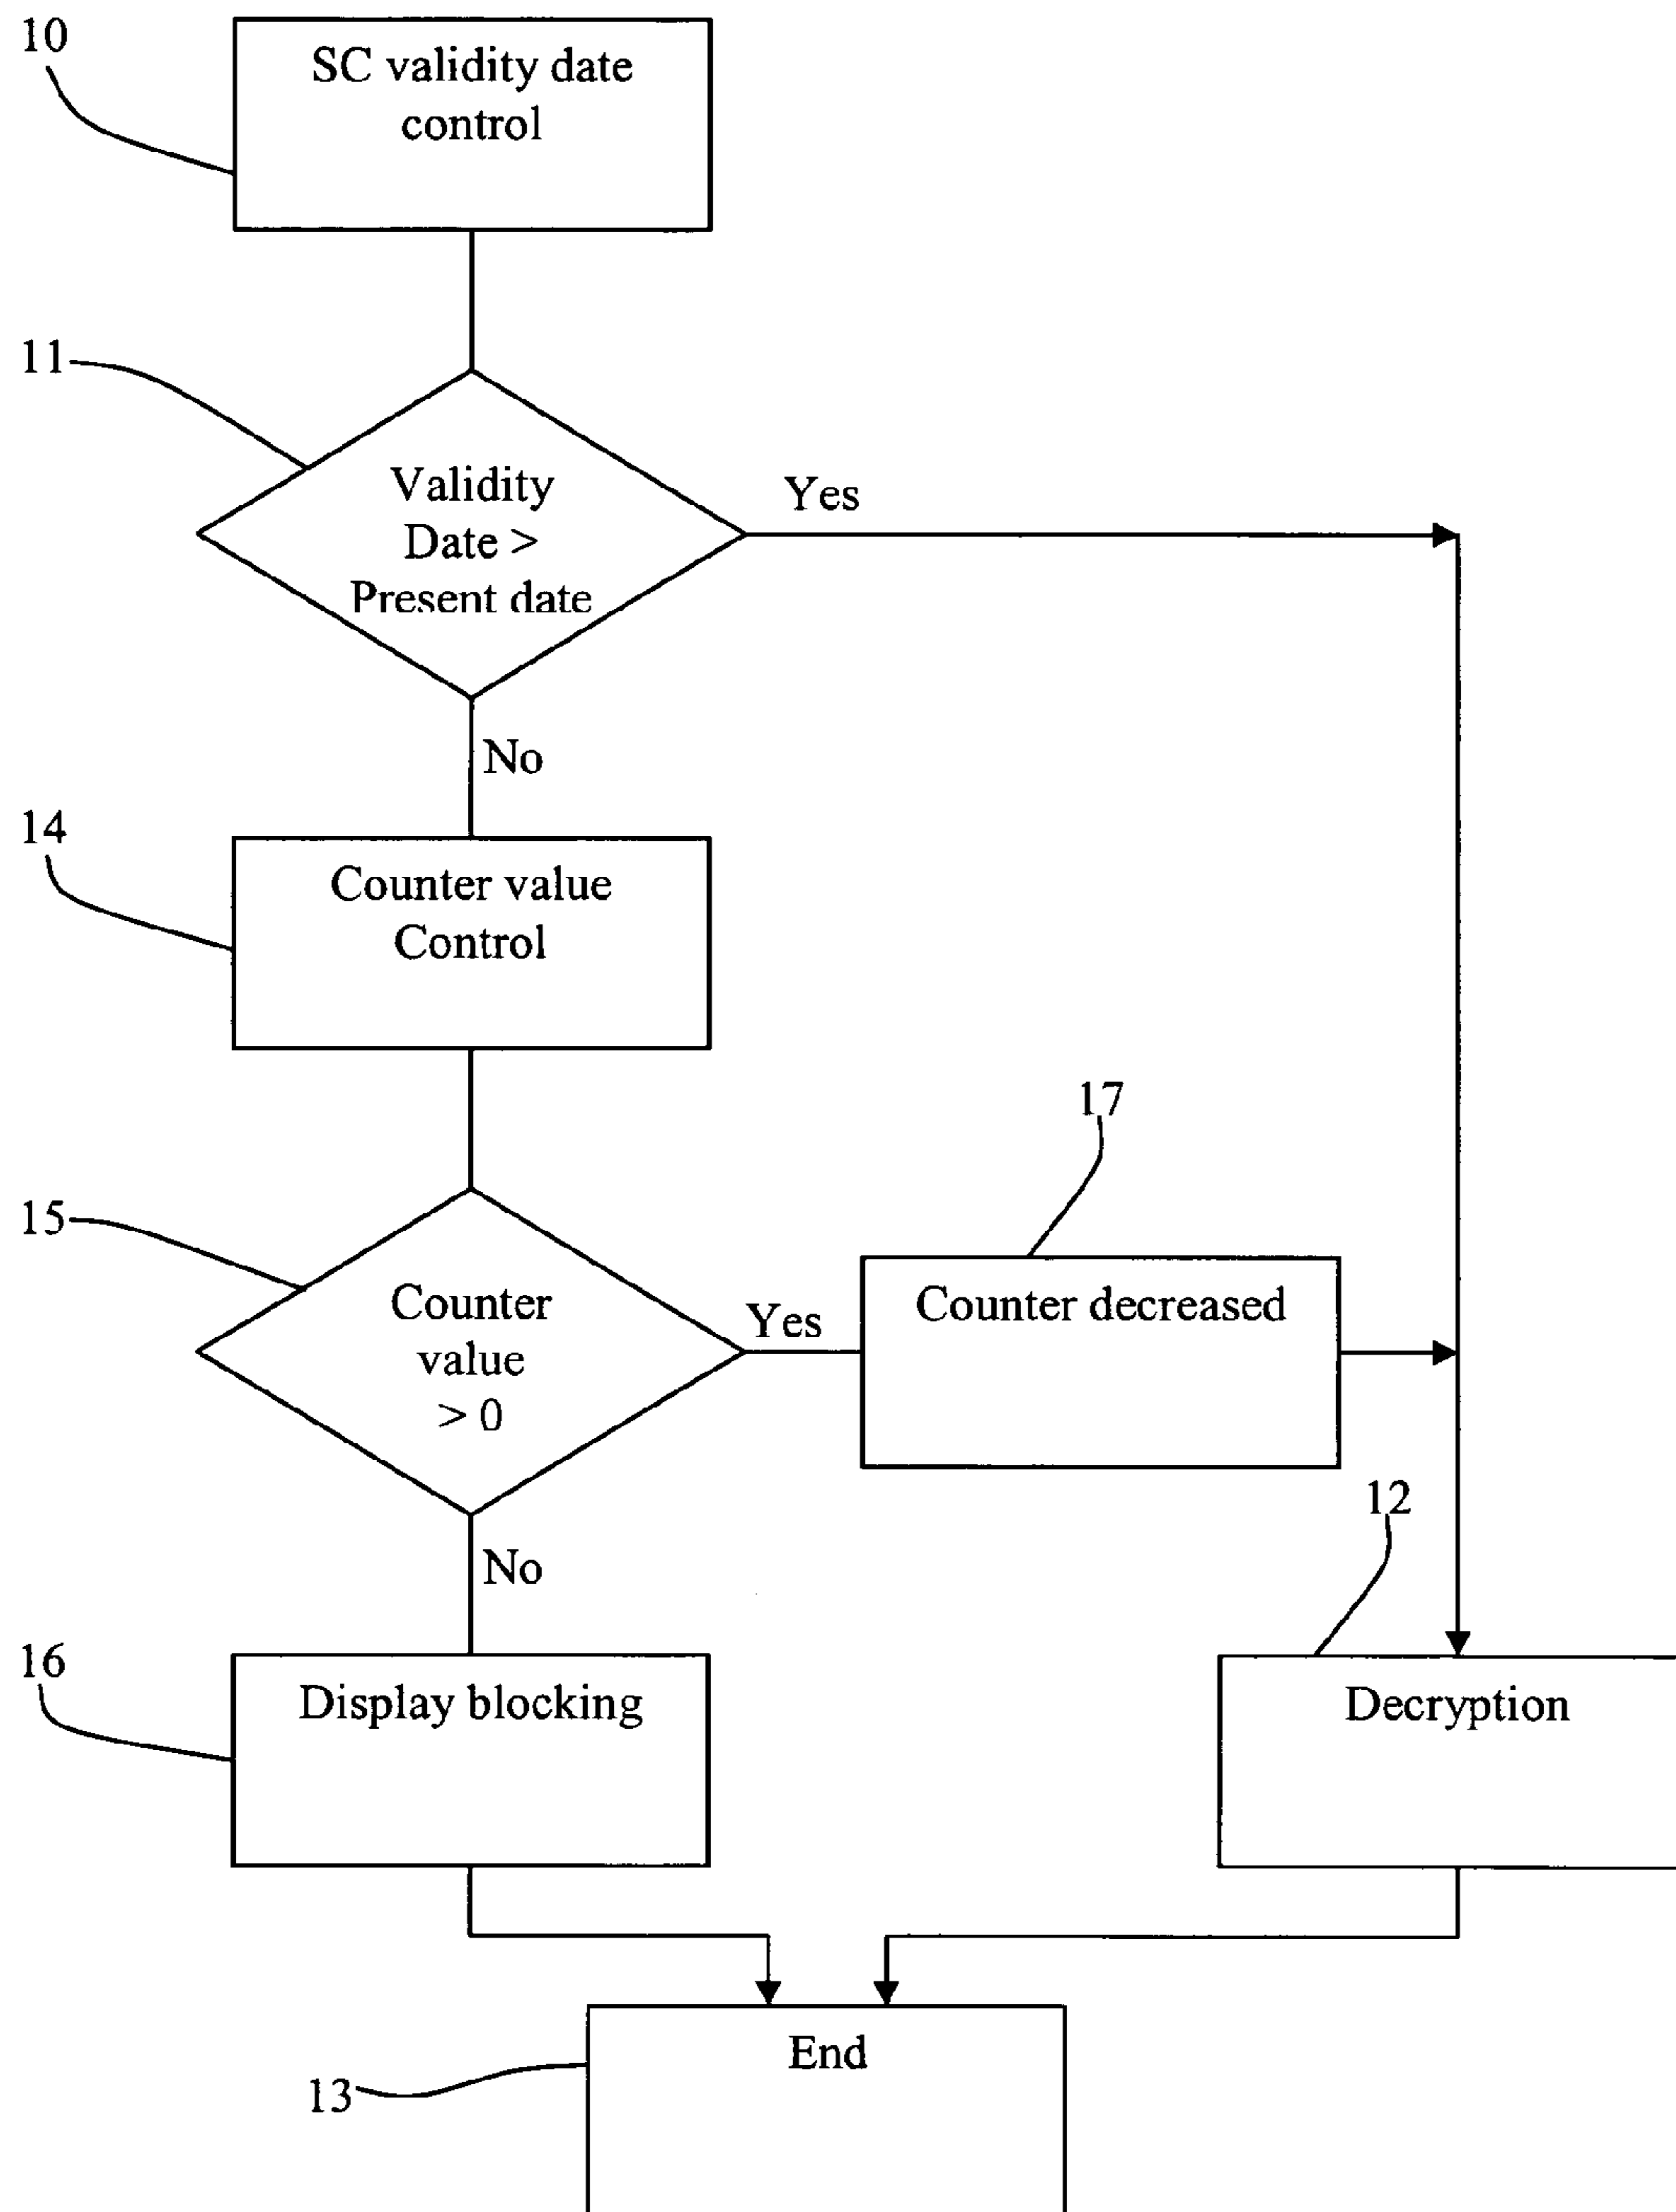 10
SC validity date
control
11
Validity
Date >
Present date
Yes
No
14
Counter value
Control
17
15
Counter
value
> 0
Yes
Counter decreased
No
12
16
Display blocking
Decryption
End
13